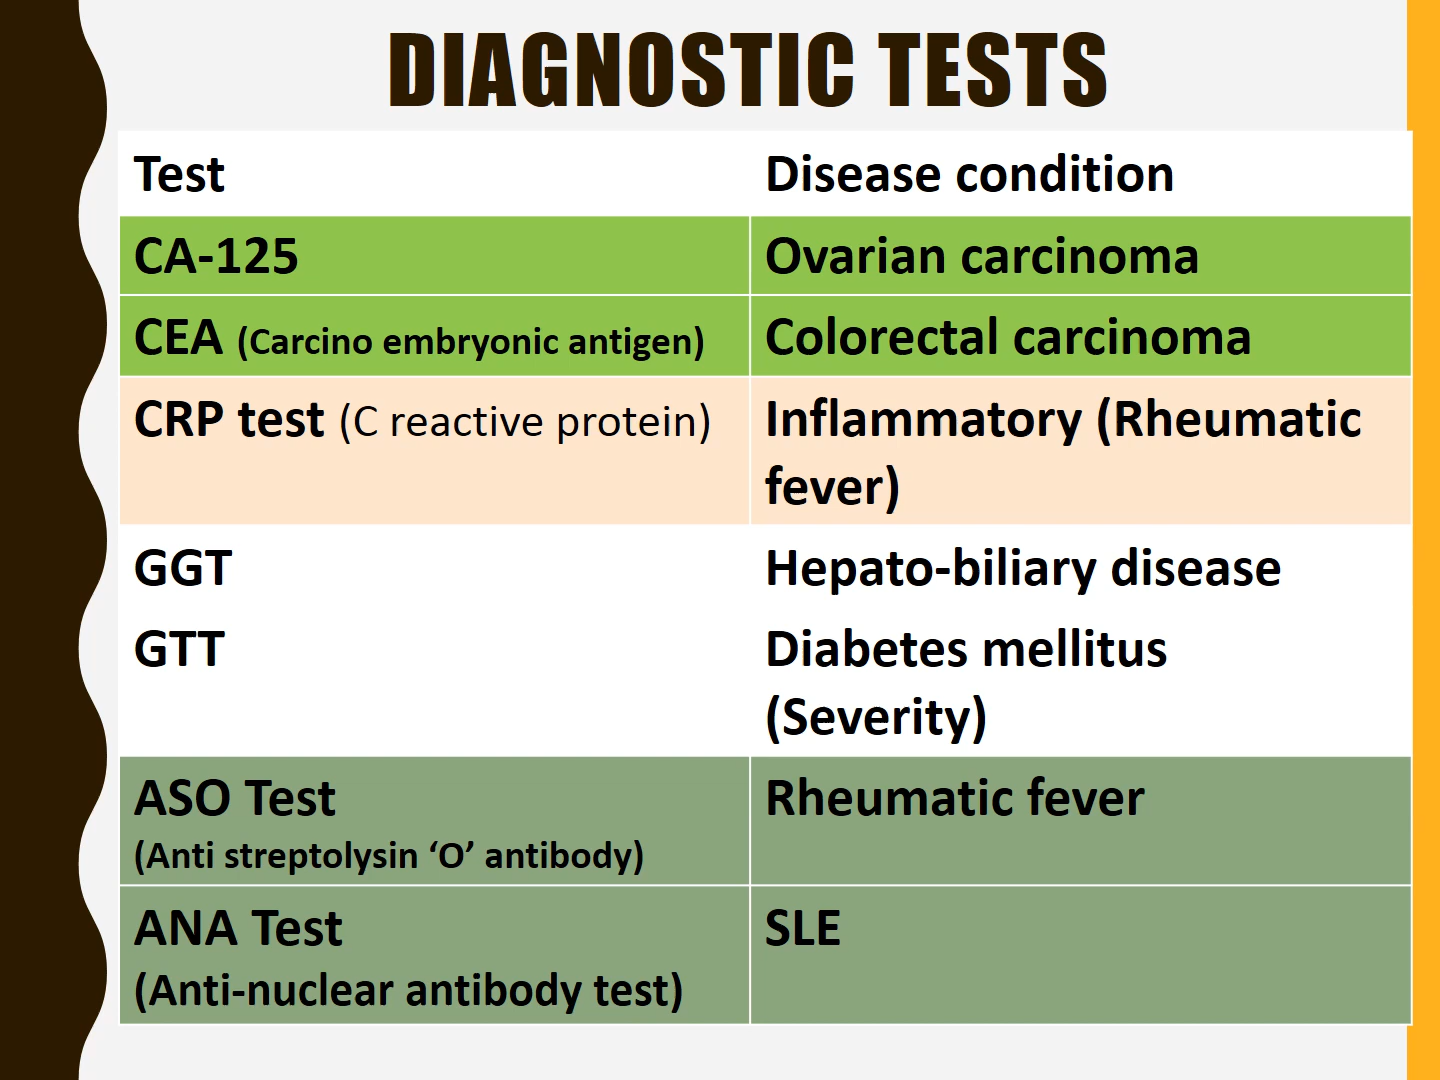 DIAGNOSTIC TESTS
Test
Disease condition
CA-125
Ovarian carcinoma
CEA (Carcino embryonic antigen)
Colorectal carcinoma
CRP test (C reactive protein)
Inflammatory (Rheumatic
fever)
GGT
Hepato-biliary disease
GTT
Diabetes mellitus
(Severity)
ASO Test
(Anti streptolysin ‘O’ antibody)
Rheumatic fever
ANA Test
(Anti-nuclear antibody test)
SLE